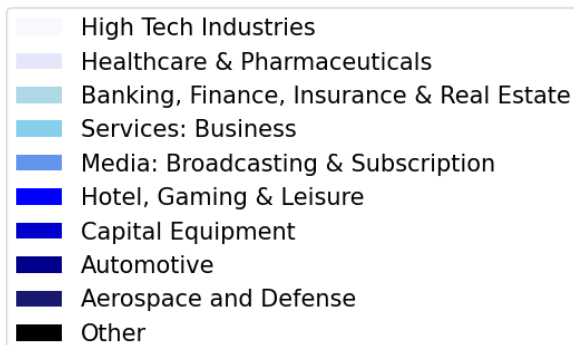 High Tech Industries
Healthcare & Pharmaceuticals
Banking, Finance, Insurance & Real Estate
Services: Business
Media: Broadcasting & Subscription
Hotel, Gaming & Leisure
Capital Equipment
Automotive
Aerospace and Defense
Other